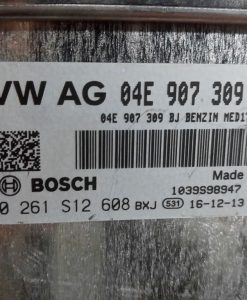 VW AG 04E 907 309
04E 907 309 BJ BENZIN MED17
BOSCH
Made
1039S98947
0 261 S12 608 BXJ 531 16-12-13